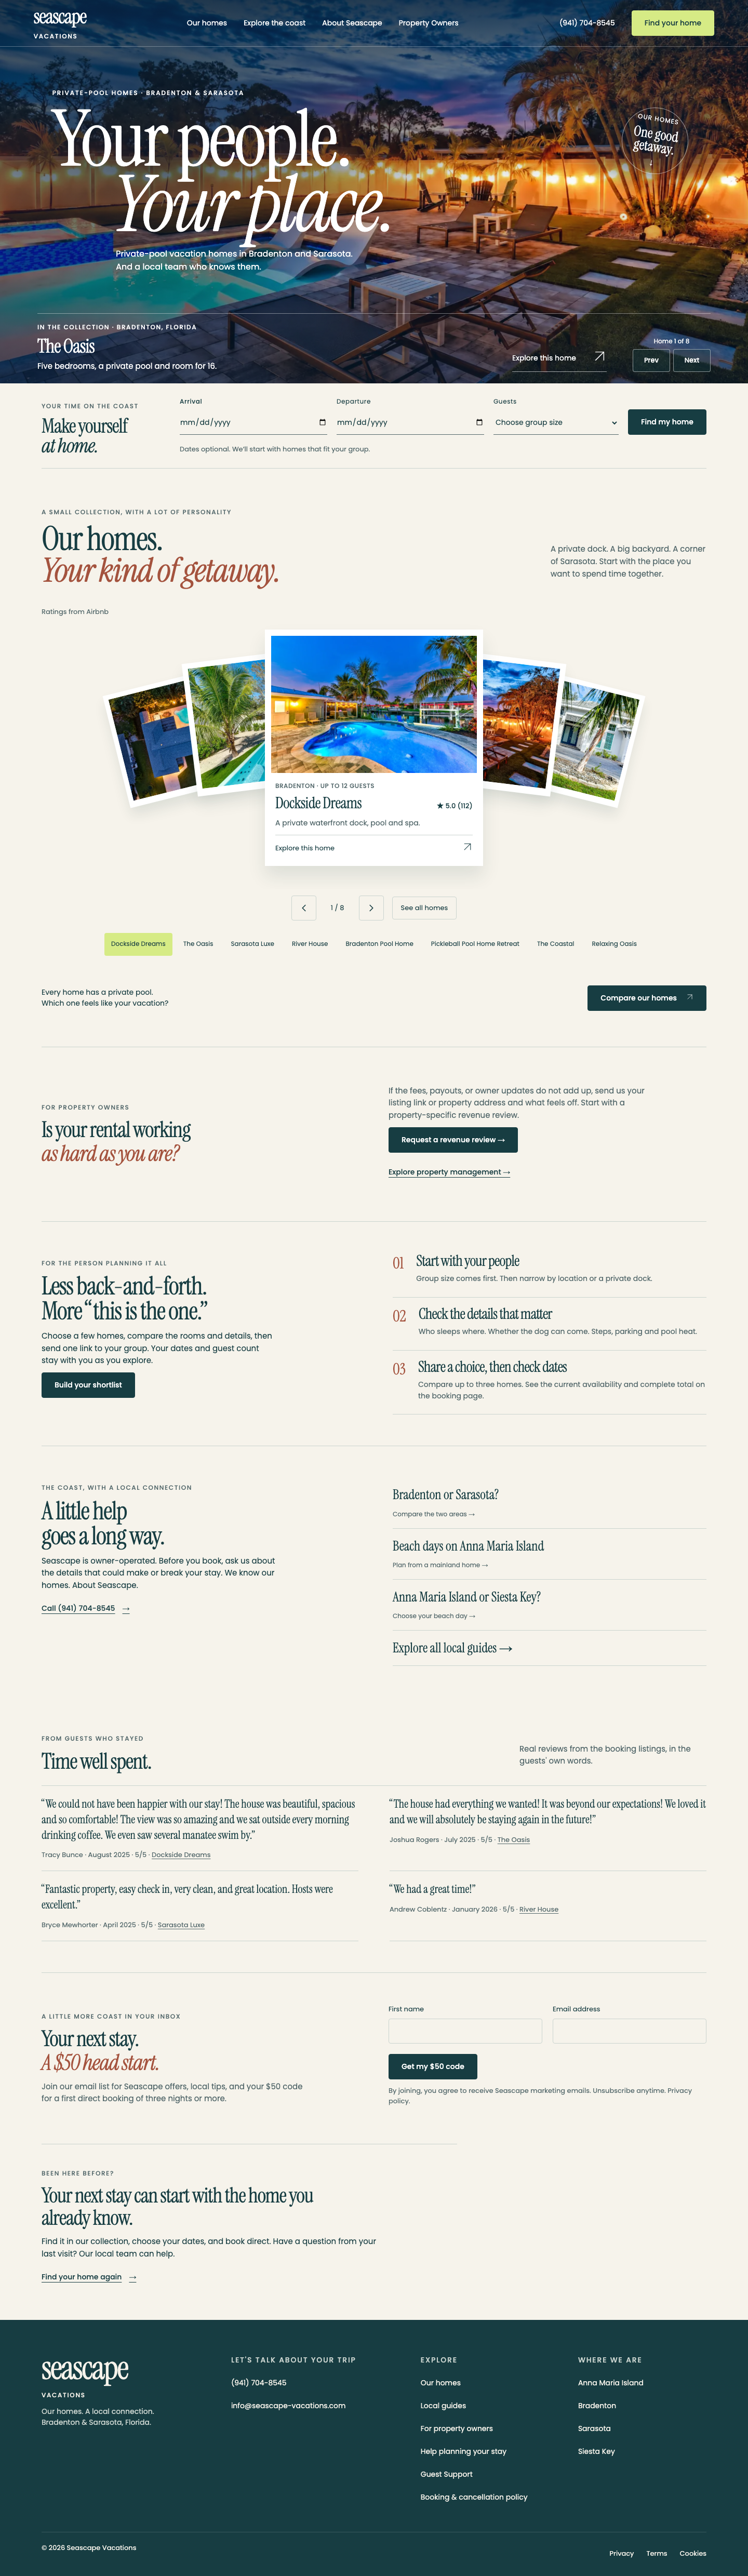 seascape
VACATIONS
Our homes
Explore the coast
About Seascape
Property Owners
(941) 704-8545
Find your home
PRIVATE-POOL HOMES · BRADENTON & SARASOTA
Your people.
Your place.
Private-pool vacation homes in Bradenton and Sarasota.
And a local team who knows them.
OUR HOMES
One good
getaway.
↓
IN THE COLLECTION · BRADENTON, FLORIDA
The Oasis
Five bedrooms, a private pool and room for 16.
Explore this home
Home 1 of 8
Prev
Next
YOUR TIME ON THE COAST
Make yourself
at home.
Arrival
mm/dd/yyyy
Departure
mm/dd/yyyy
Guests
Choose group size
Find my home
Dates optional. We'll start with homes that fit your group.
A SMALL COLLECTION, WITH A LOT OF PERSONALITY
Our homes.
Your kind of getaway.
A private dock. A big backyard. A corner
of Sarasota. Start with the place you
want to spend time together.
Ratings from Airbnb
BRADENTON · UP TO 12 GUESTS
Dockside Dreams
★ 5.0 (112)
A private waterfront dock, pool and spa.
Explore this home
1 / 8
See all homes
Dockside Dreams
The Oasis
Sarasota Luxe
River House
Bradenton Pool Home
Pickleball Pool Home Retreat
The Coastal
Relaxing Oasis
Every home has a private pool.
Which one feels like your vacation?
Compare our homes
FOR PROPERTY OWNERS
Is your rental working
as hard as you are?
If the fees, payouts, or owner updates do not add up, send us your
listing link or property address and what feels off. Start with a
property-specific revenue review.
Request a revenue review →
Explore property management →
FOR THE PERSON PLANNING IT ALL
Less back-and-forth.
More “this is the one.”
Choose a few homes, compare the rooms and details, then
send one link to your group. Your dates and guest count
stay with you as you explore.
Build your shortlist
01
Start with your people
Group size comes first. Then narrow by location or a private dock.
02
Check the details that matter
Who sleeps where. Whether the dog can come. Steps, parking and pool heat.
03
Share a choice, then check dates
Compare up to three homes. See the current availability and complete total on
the booking page.
THE COAST, WITH A LOCAL CONNECTION
A little help
goes a long way.
Seascape is owner-operated. Before you book, ask us about
the details that could make or break your stay. We know our
homes. About Seascape.
Call (941) 704-8545 →
Bradenton or Sarasota?
Compare the two areas →
Beach days on Anna Maria Island
Plan from a mainland home →
Anna Maria Island or Siesta Key?
Choose your beach day →
Explore all local guides →
FROM GUESTS WHO STAYED
Time well spent.
Real reviews from the booking listings, in the
guests' own words.
“We could not have been happier with our stay! The house was beautiful, spacious
and so comfortable! The view was so amazing and we sat outside every morning
drinking coffee. We even saw several manatee swim by.”
Tracy Bunce · August 2025 · 5/5 · Dockside Dreams
“The house had everything we wanted! It was beyond our expectations! We loved it
and we will absolutely be staying again in the future!”
Joshua Rogers · July 2025 · 5/5 · The Oasis
“Fantastic property, easy check in, very clean, and great location. Hosts were
excellent.”
Bryce Mewhorter · April 2025 · 5/5 · Sarasota Luxe
“We had a great time!”
Andrew Coblentz · January 2026 · 5/5 · River House
A LITTLE MORE COAST IN YOUR INBOX
Your next stay.
A $50 head start.
Join our email list for Seascape offers, local tips, and your $50 code
for a first direct booking of three nights or more.
First name
Email address
Get my $50 code
By joining, you agree to receive Seascape marketing emails. Unsubscribe anytime. Privacy
policy.
BEEN HERE BEFORE?
Your next stay can start with the home you
already know.
Find it in our collection, choose your dates, and book direct. Have a question from your
last visit? Our local team can help.
Find your home again →
seascape
VACATIONS
Our homes. A local connection.
Bradenton & Sarasota, Florida.
LET'S TALK ABOUT YOUR TRIP
(941) 704-8545
info@seascape-vacations.com
EXPLORE
Our homes
Local guides
For property owners
Help planning your stay
Guest Support
Booking & cancellation policy
WHERE WE ARE
Anna Maria Island
Bradenton
Sarasota
Siesta Key
© 2026 Seascape Vacations
Privacy
Terms
Cookies